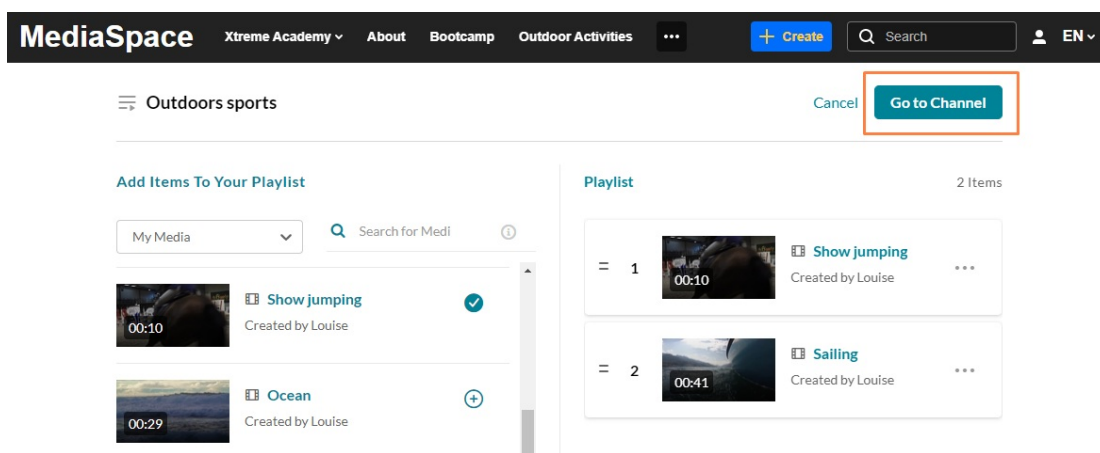 MediaSpace Xtreme Academy About Bootcamp Outdoor Activities ••• + Create Search EN
Outdoors sports Cancel Go to Channel
Add Items To Your Playlist
My Media Search for Medi
00:10 Show jumping
Created by Louise
00:29 Ocean
Created by Louise
Playlist 2 Items
1 00:10 Show jumping
Created by Louise
2 00:41 Sailing
Created by Louise